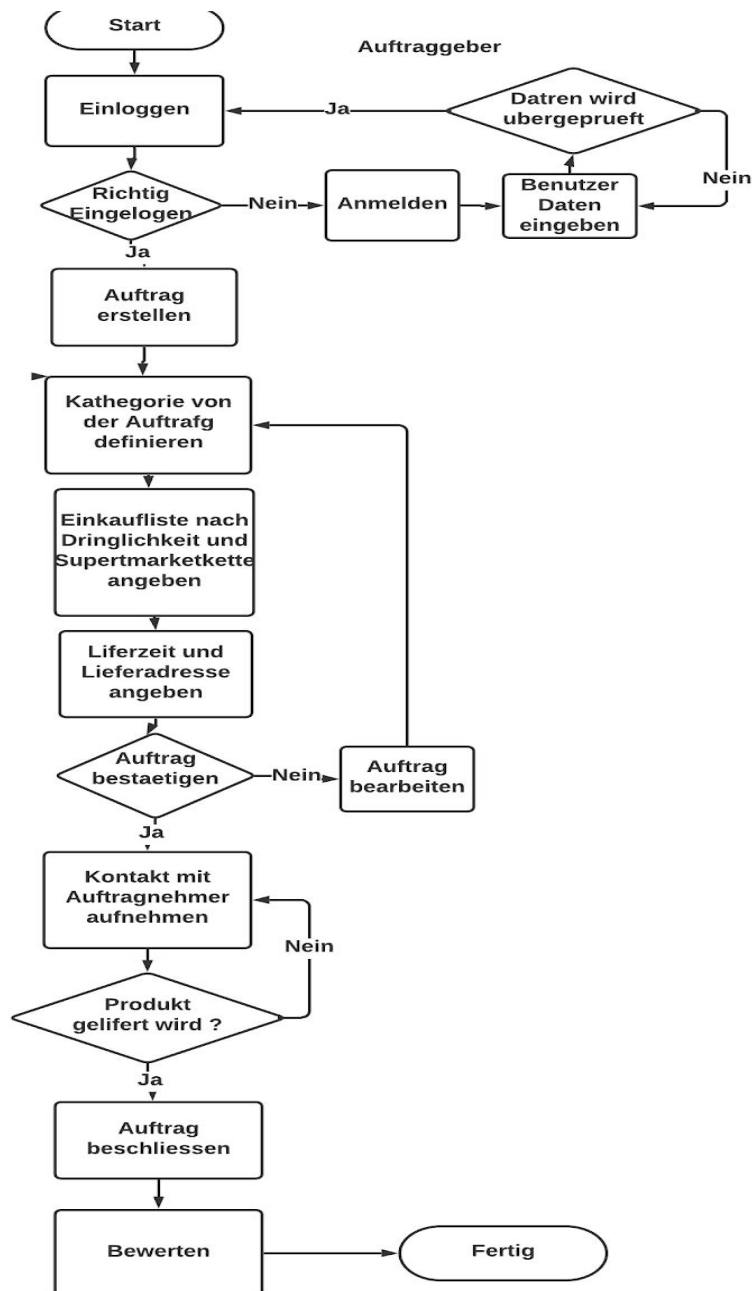 Start
Auftraggeber
Einloggen
Ja
Datren wird
ubergeprueft
Nein
Richtig
Eingelogen
Nein
Anmelden
Benutzer
Daten
eingeben
Ja
Auftrag
erstellen
Kathegorie von
der Auftrafg
definieren
Einkaufliste nach
Dringlichkeit und
Supertmarketkette
angeben
Liferzeit und
Lieferadresse
angeben
Auftrag
bestaetigen
Nein
Auftrag
bearbeiten
Ja
Kontakt mit
Auftragnehmer
aufnehmen
Nein
Produkt
gelifert wird ?
Ja
Auftrag
beschliessen
Bewerten
Fertig